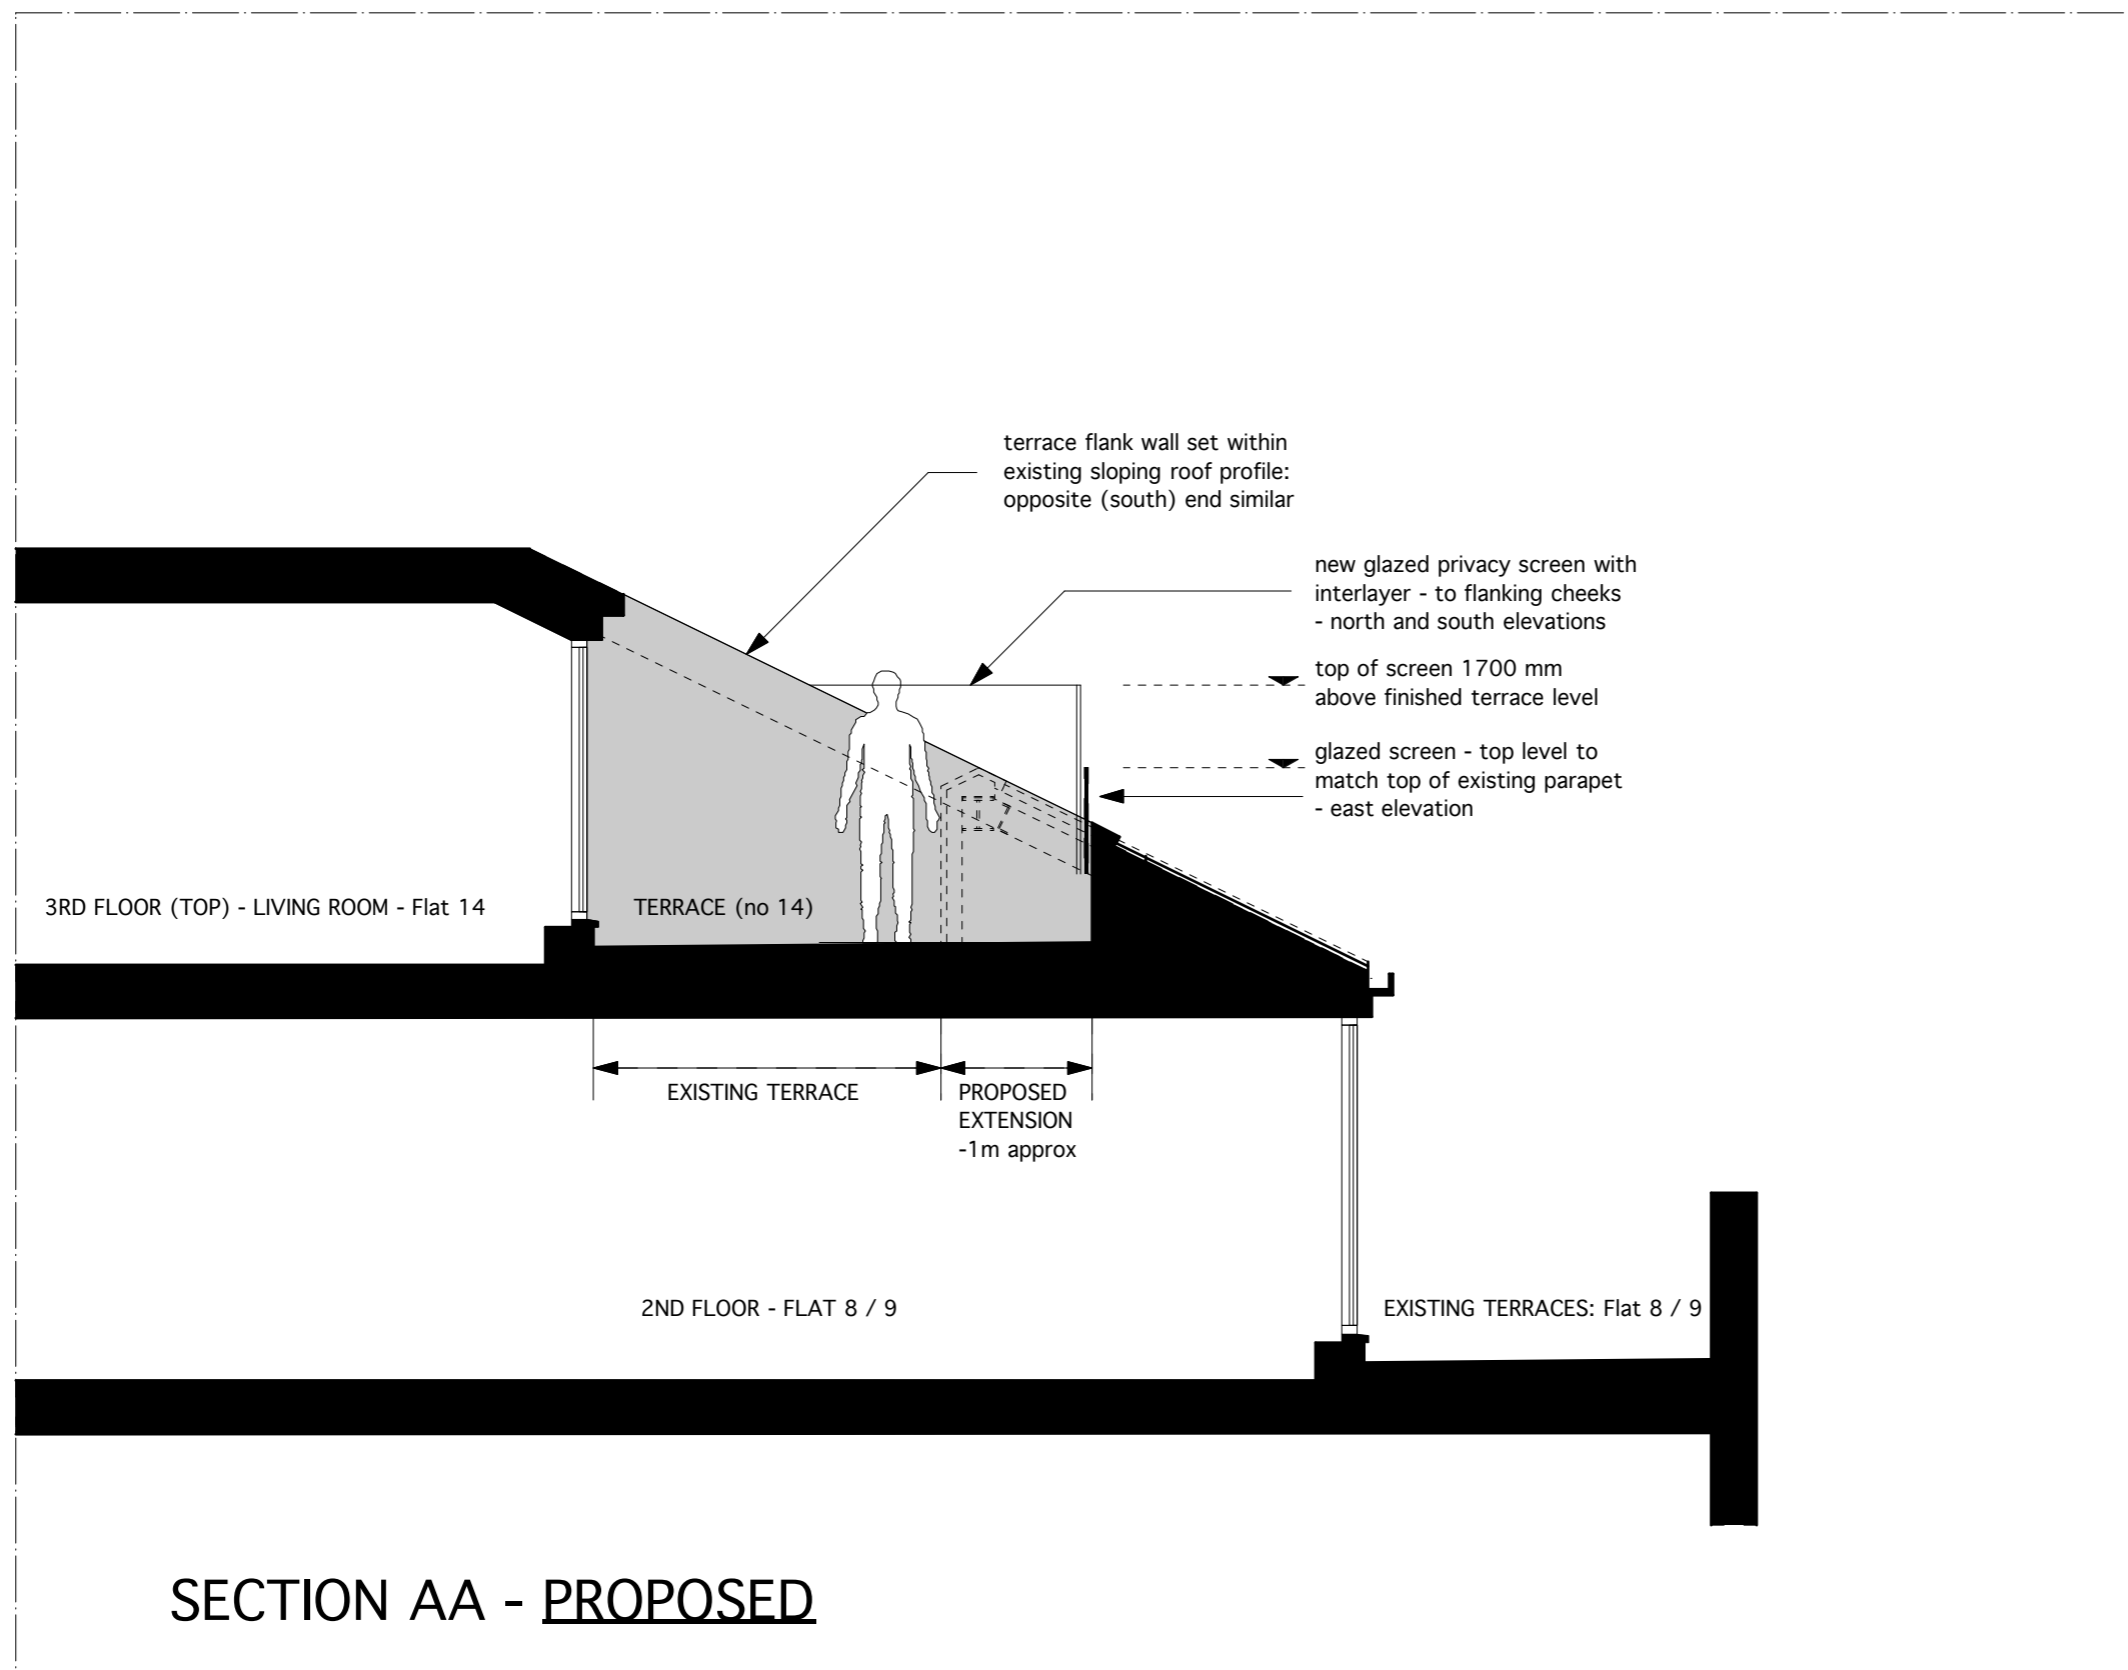 terrace flank wall set within
existing sloping roof profile:
opposite (south) end similar
new glazed privacy screen with
interlayer - to flanking cheeks
- north and south elevations
top of screen 1700 mm
above finished terrace level
glazed screen - top level to
match top of existing parapet
- east elevation
3RD FLOOR (TOP) - LIVING ROOM - Flat 14
TERRACE (no 14)
EXISTING TERRACE
PROPOSED
EXTENSION
-1m approx
2ND FLOOR - FLAT 8 / 9
EXISTING TERRACES: Flat 8 / 9
SECTION AA - PROPOSED